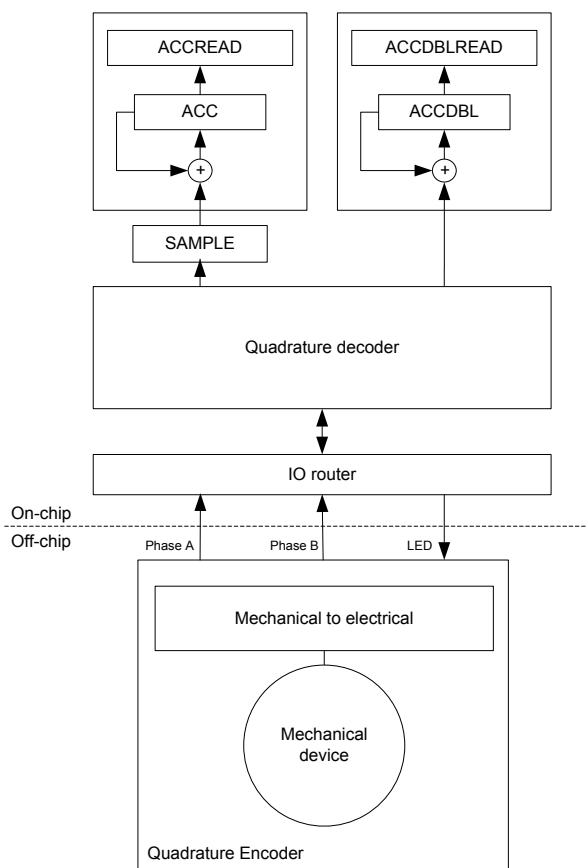 ACCREAD
ACCDBLREAD
ACC
ACCDBL
+
+
SAMPLE
Quadrature decoder
IO router
On-chip
Off-chip
Phase A
Phase B
LED
Mechanical to electrical
Mechanical
device
Quadrature Encoder